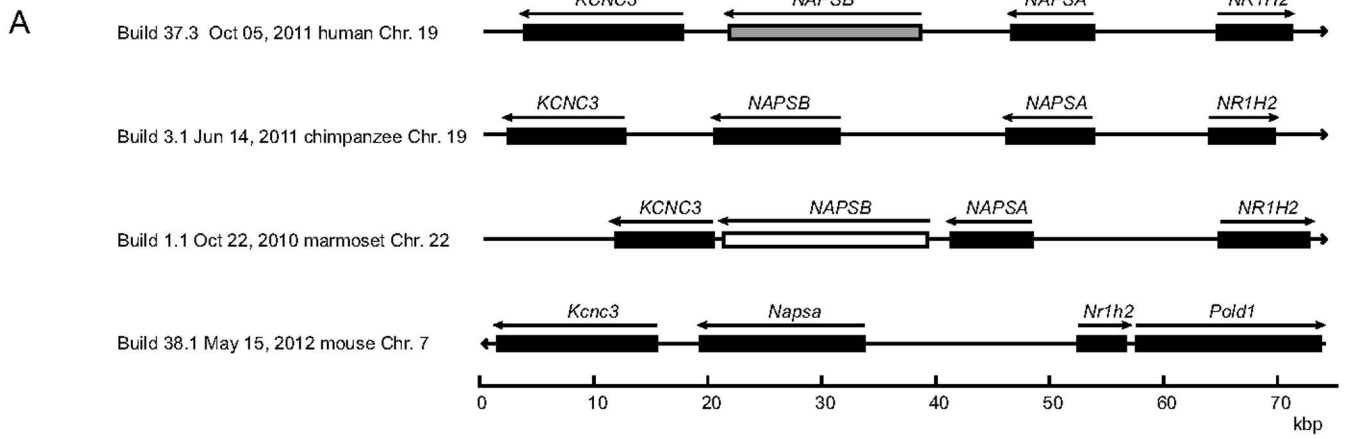 A
KCNC3 NAPSB NAPSA NR1H2
Build 37.3 Oct 05, 2011 human Chr. 19
KCNC3 NAPSB NAPSA NR1H2
Build 3.1 Jun 14, 2011 chimpanzee Chr. 19
KCNC3 NAPSB NAPSA NR1H2
Build 1.1 Oct 22, 2010 marmoset Chr. 22
Kcnc3 Napsa Nr1h2 Pold1
Build 38.1 May 15, 2012 mouse Chr. 7
0 10 20 30 40 50 60 70
kbp